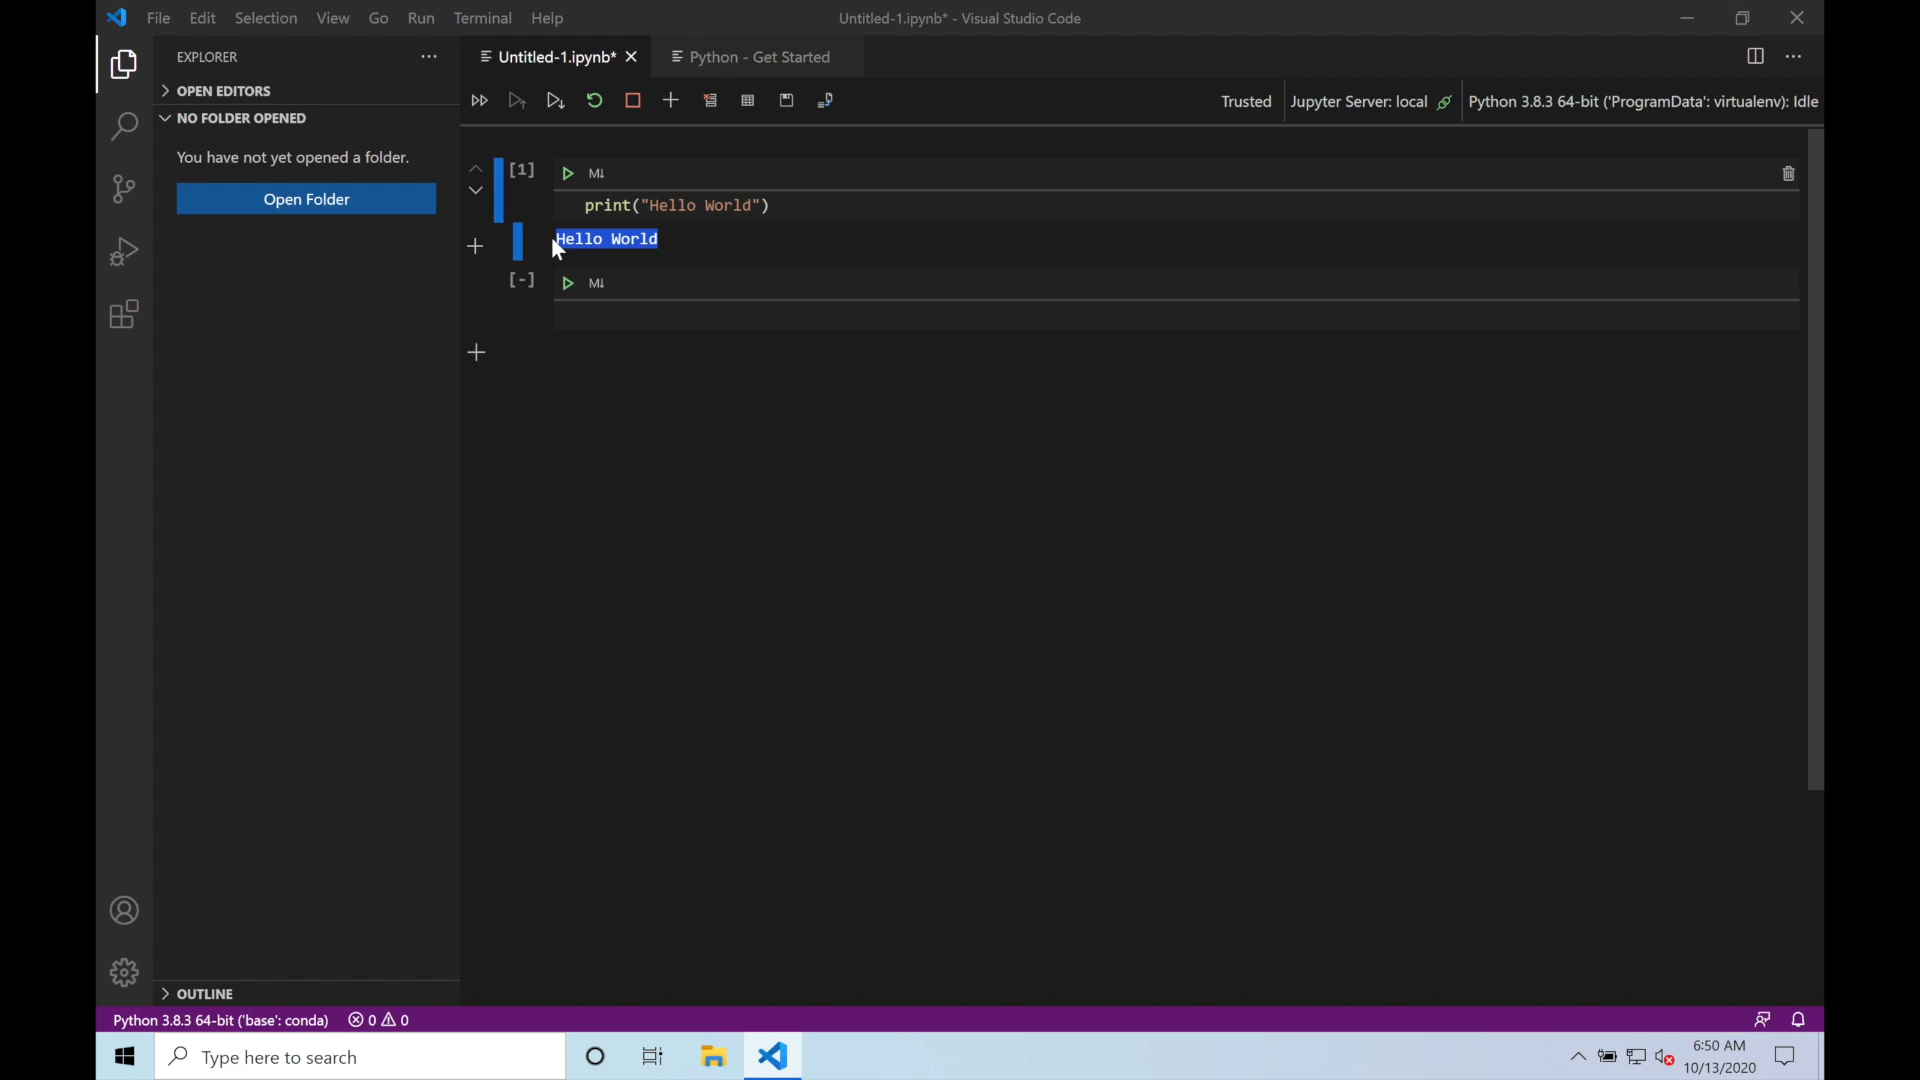 File Edit Selection View Go Run Terminal Help
Untitled-1.ipynb* - Visual Studio Code
EXPLORER
OPEN EDITORS
NO FOLDER OPENED
You have not yet opened a folder.
Open Folder
OUTLINE
Untitled-1.ipynb*
Python - Get Started
Trusted
Jupyter Server: local
Python 3.8.3 64-bit ('ProgramData': virtualenv): Idle
[1]
M↓
print("Hello World")
Hello World
[-]
M↓
Python 3.8.3 64-bit ('base': conda) 0 0
Type here to search
6:50 AM
10/13/2020